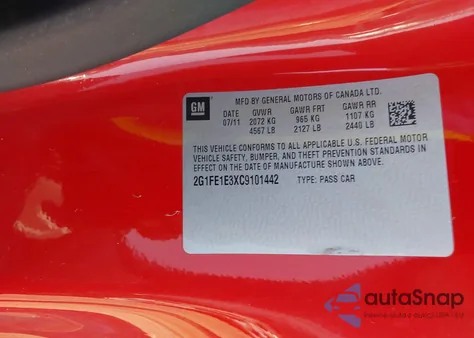 MFD BY GENERAL MOTORS OF CANADA LTD.
GM
DATE GVWR GAWR FRT GAWR RR
07/11 2072 KG 965 KG 1107 KG
4567 LB 2127 LB 2440 LB
THIS VEHICLE CONFORMS TO ALL APPLICABLE U.S. FEDERAL MOTOR
VEHICLE SAFETY, BUMPER, AND THEFT PREVENTION STANDARDS IN
EFFECT ON THE DATE OF MANUFACTURE SHOWN ABOVE.
2G1FE1E3XC9101442 TYPE: PASS CAR
autoSnap